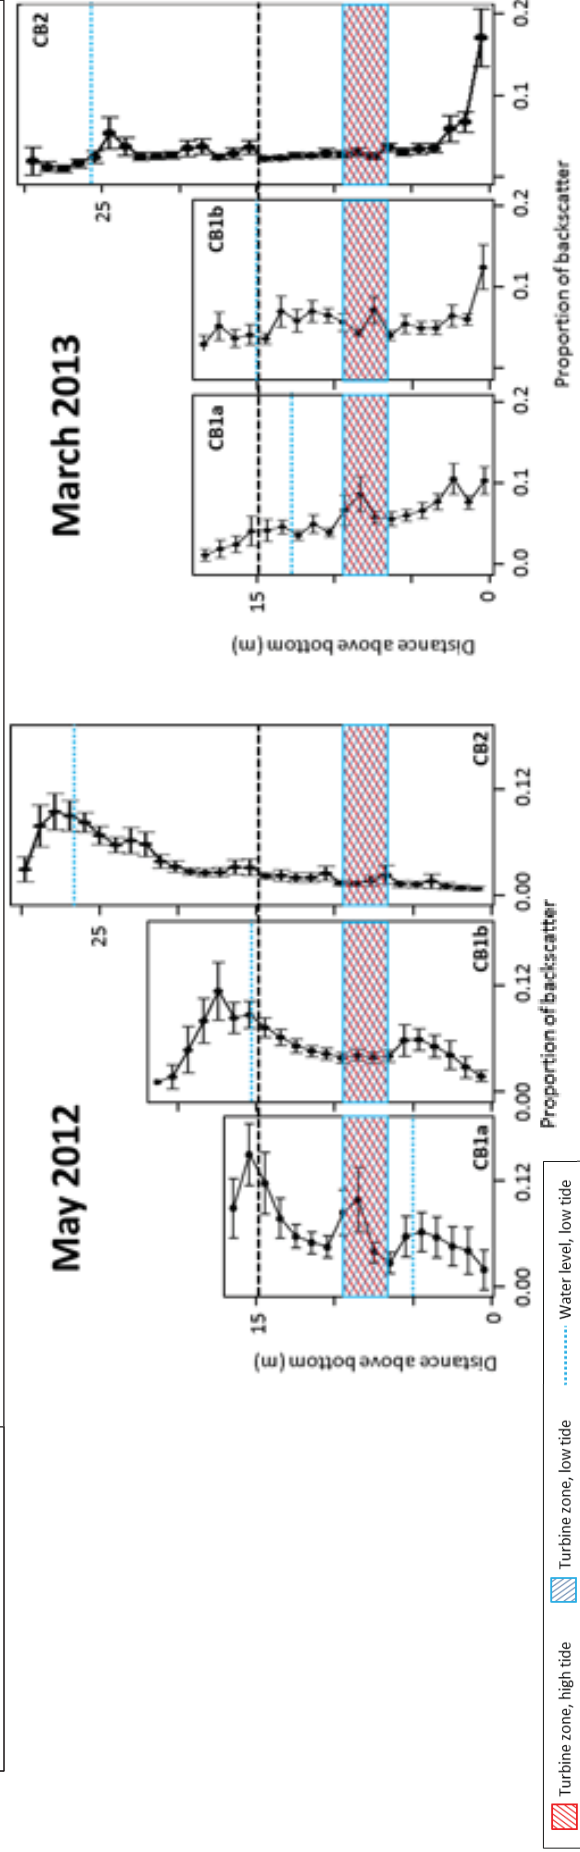 May 2012
March 2013
Distance above bottom (m)
15
0
CB1a
0.00
0.12
CB1b
0.00
0.12
25
CB2
0.00
0.12
Proportion of backscatter
Distance above bottom (m)
15
0
CB1a
0.0
0.1
0.2
CB1b
0.1
0.2
25
CB2
0.1
0.2
Proportion of backscatter
Turbine zone, high tide
Turbine zone, low tide
Water level, low tide